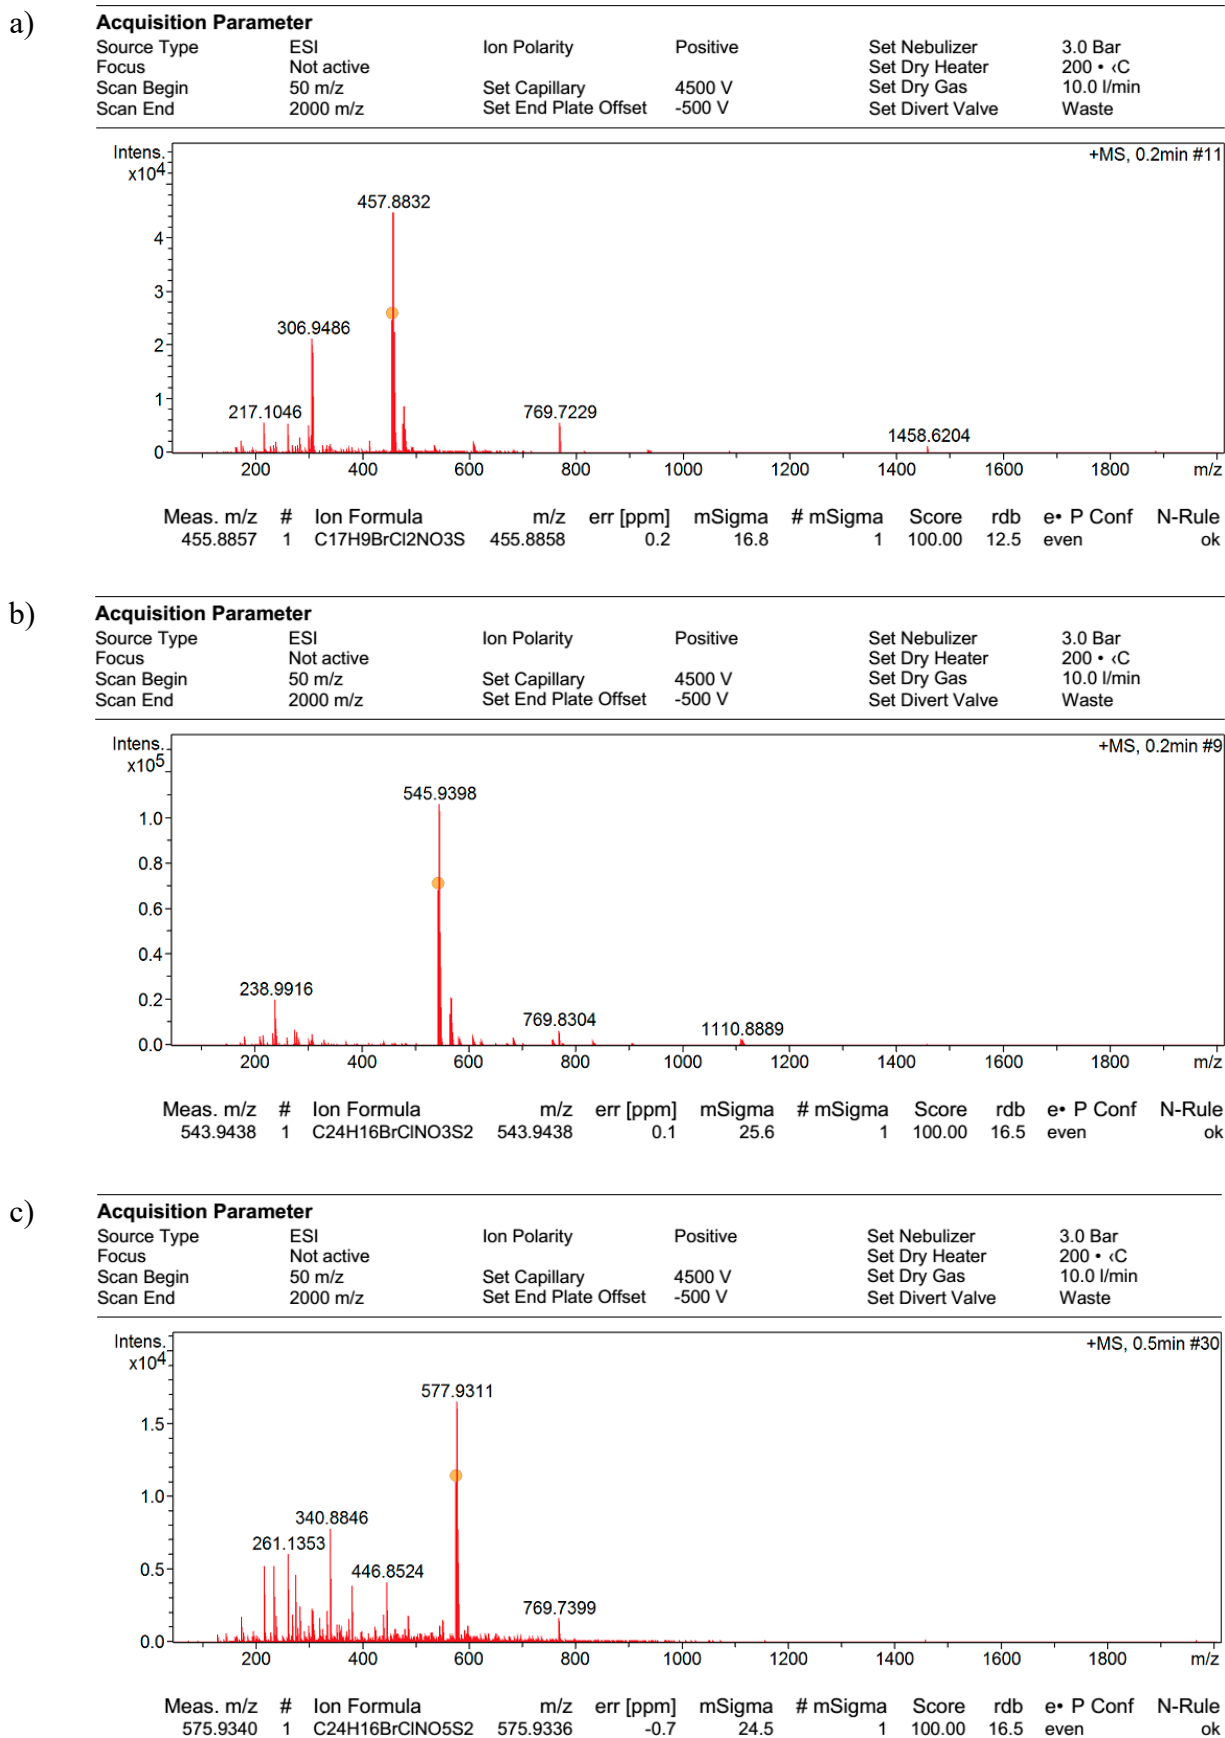 a)
Acquisition Parameter
Source Type ESI Ion Polarity Positive Set Nebulizer 3.0 Bar
Focus Not active Set Dry Heater 200 • ‹C
Scan Begin 50 m/z Set Capillary 4500 V Set Dry Gas 10.0 l/min
Scan End 2000 m/z Set End Plate Offset -500 V Set Divert Valve Waste
Intens.
x10⁴
+MS, 0.2min #11
457.8832
4
3
306.9486
2
1
217.1046
769.7229
1458.6204
0
200 400 600 800 1000 1200 1400 1600 1800 m/z
Meas. m/z # Ion Formula m/z err [ppm] mSigma # mSigma Score rdb e• P Conf N-Rule
455.8857 1 C17H9BrCl2NO3S 455.8858 0.2 16.8 1 100.00 12.5 even ok
b)
Acquisition Parameter
Source Type ESI Ion Polarity Positive Set Nebulizer 3.0 Bar
Focus Not active Set Dry Heater 200 • ‹C
Scan Begin 50 m/z Set Capillary 4500 V Set Dry Gas 10.0 l/min
Scan End 2000 m/z Set End Plate Offset -500 V Set Divert Valve Waste
Intens.
x10⁵
+MS, 0.2min #9
545.9398
1.0
0.8
0.6
0.4
0.2
238.9916
769.8304
1110.8889
0.0
200 400 600 800 1000 1200 1400 1600 1800 m/z
Meas. m/z # Ion Formula m/z err [ppm] mSigma # mSigma Score rdb e• P Conf N-Rule
543.9438 1 C24H16BrClNO3S2 543.9438 0.1 25.6 1 100.00 16.5 even ok
c)
Acquisition Parameter
Source Type ESI Ion Polarity Positive Set Nebulizer 3.0 Bar
Focus Not active Set Dry Heater 200 • ‹C
Scan Begin 50 m/z Set Capillary 4500 V Set Dry Gas 10.0 l/min
Scan End 2000 m/z Set End Plate Offset -500 V Set Divert Valve Waste
Intens.
x10⁴
+MS, 0.5min #30
577.9311
1.5
1.0
340.8846
261.1353
0.5
446.8524
769.7399
0.0
200 400 600 800 1000 1200 1400 1600 1800 m/z
Meas. m/z # Ion Formula m/z err [ppm] mSigma # mSigma Score rdb e• P Conf N-Rule
575.9340 1 C24H16BrClNO5S2 575.9336 -0.7 24.5 1 100.00 16.5 even ok